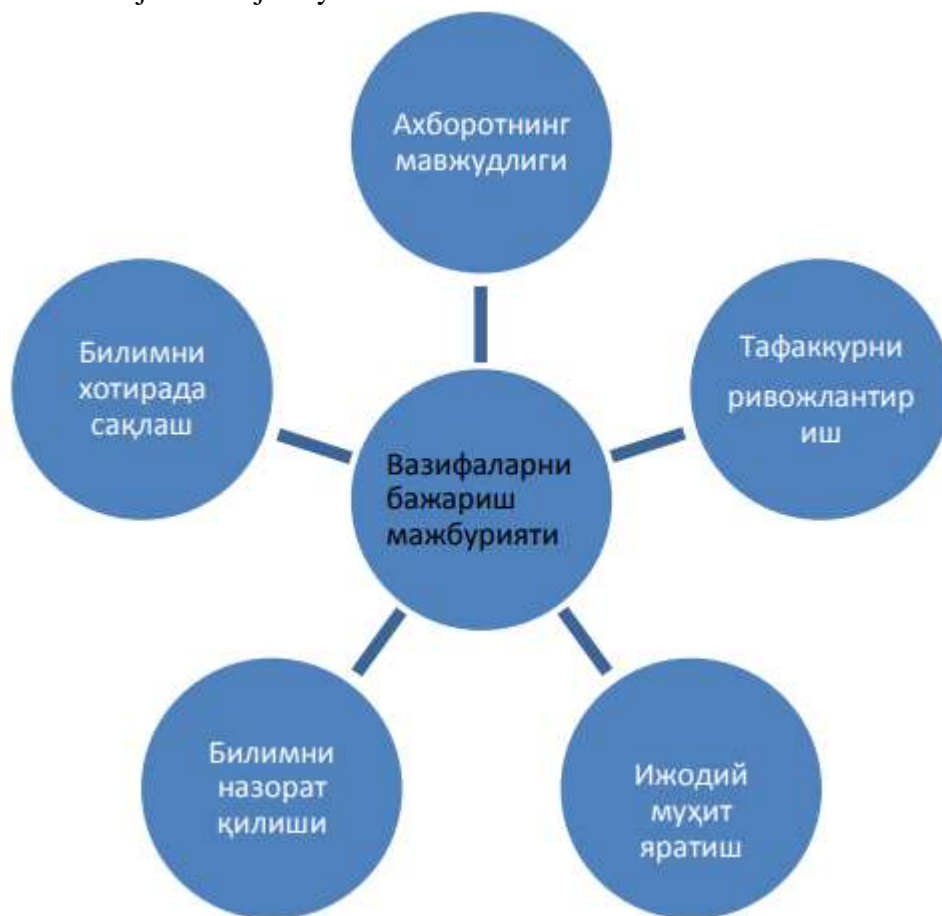 Ахборотнинг
мавжудлиги
Тафаккурни
ривожлантир
иш
Ижодий
муҳит
яратиш
Билимни
назорат
қилиши
Билимни
хотирада
сақлаш
Вазифаларни
бажариш
мажбурияти